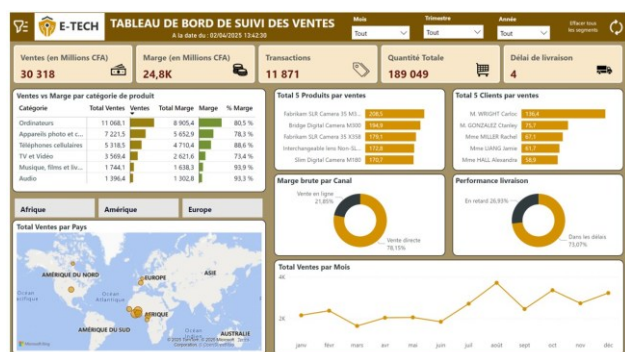 E-TECH
TABLEAU DE BORD DE SUIVI DES VENTES
A la date du : 02/04/2025 13:42:30
Mois
Tout
Trimestre
Tout
Année
Tout
Effacer tous
les segments
Ventes (en Millions CFA)
30 318
Marge (en Millions CFA)
24,8K
Transactions
11 871
Quantité Totale
189 049
Délai de livraison
4
Ventes vs Marge par catégorie de produit
Catégorie Total Ventes Ventes Total Marge Marge % Marge
Ordinateurs 11 068,1 8 905,4 80,5 %
Appareils photo et c... 7 221,5 5 652,9 78,3 %
Téléphones cellulaires 5 318,5 4 710,4 88,6 %
TV et Vidéo 3 569,4 2 621,6 73,4 %
Musique, films et liv... 1 744,1 1 638,3 93,9 %
Audio 1 396,4 1 302,8 93,3 %
Total 5 Produits par ventes
Fabrikam SLR Camera 35 M3... 208,5
Bridge Digital Camera M300 194,9
Fabrikam SLR Camera 35 X358 179,1
Interchangeable lens Non-SL... 172,8
Slim Digital Camera M180 170,7
Total 5 Clients par ventes
M. WRIGHT Carlos 136,4
M. GONZALEZ Charley 75,7
Mme MILLER Rachel 67,1
Mme LIANG Jamie 61,7
Mme HALL Alexandra 58,9
Afrique
Amérique
Europe
Total Ventes par Pays
AMÉRIQUE DU NORD
EUROPE
ASIE
Océan
Atlantique
AFRIQUE
AMÉRIQUE DU SUD
Océan
AUSTRALIE
Marge brute par Canal
Vente en ligne
21,85%
Vente directe
78,15%
Performance livraison
En retard 26,93%
Dans les délais
73,07%
Total Ventes par Mois
4K
2K
janv févr mars avr mai juin juil août sept oct nov déc